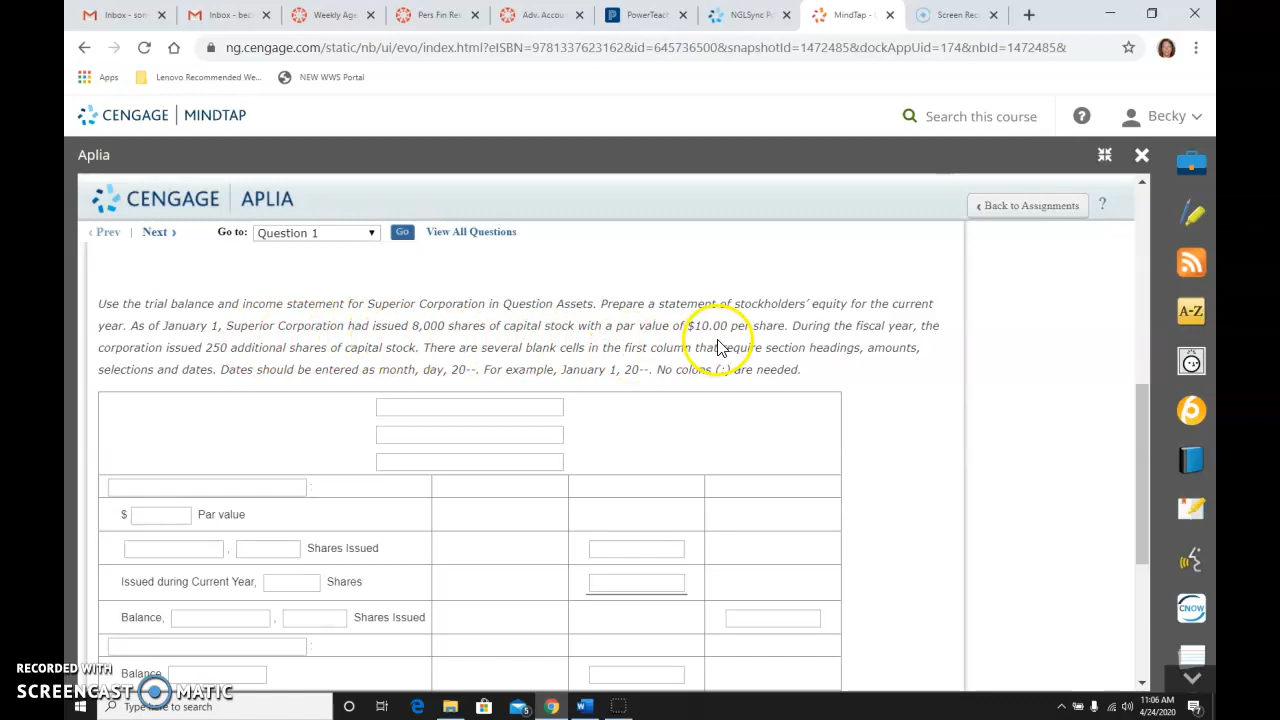 Inbox - son
Inbox - bec
Weekly Age
Pers Fin Re
Adv. Accou
PowerTeach
NGLSync P
MindTap -
Screen Rec
ng.cengage.com/static/nb/ui/evo/index.html?eISBN=9781337623162&id=645736500&snapshotId=1472485&dockAppUid=174&nbId=1472485&
Apps
Lenovo Recommended We...
NEW WWS Portal
CENGAGE | MINDTAP
Search this course
Becky
Aplia
CENGAGE | APLIA
‹ Back to Assignments
?
‹ Prev | Next ›
Go to: Question 1 Go
View All Questions
Use the trial balance and income statement for Superior Corporation in Question Assets. Prepare a statement of stockholders' equity for the current
year. As of January 1, Superior Corporation had issued 8,000 shares of capital stock with a par value of $10.00 per share. During the fiscal year, the
corporation issued 250 additional shares of capital stock. There are several blank cells in the first column that require section headings, amounts,
selections and dates. Dates should be entered as month, day, 20--. For example, January 1, 20--. No colons (:) are needed.
:
$ Par value
, Shares Issued
Issued during Current Year, Shares
Balance, , Shares Issued
:
Balance
A-Z
CNOW
RECORDED WITH
SCREENCAST MATIC
Type here to search
5
11:06 AM
4/24/2020
7